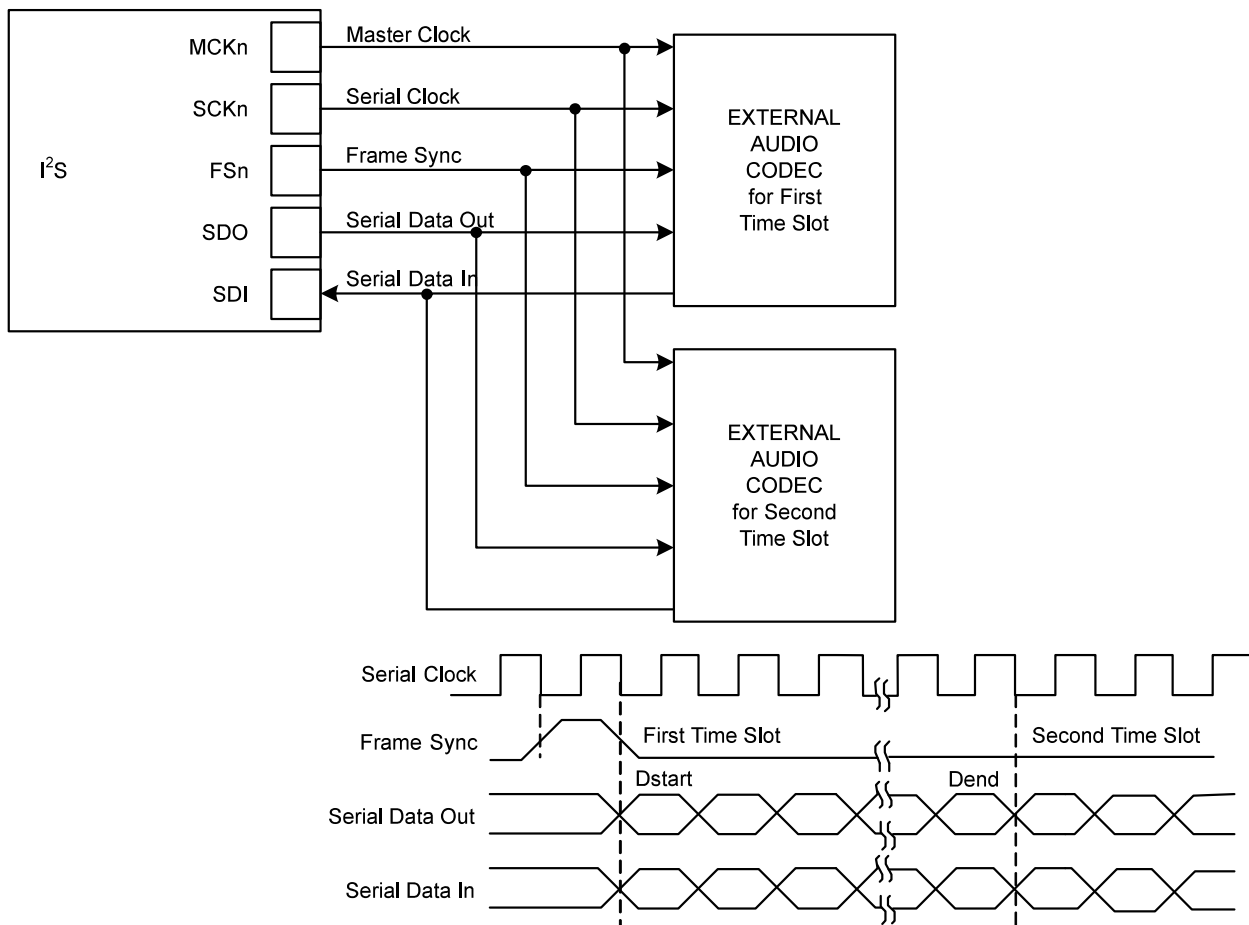 I²S
MCKn
SCKn
FSn
SDO
SDI
Master Clock
Serial Clock
Frame Sync
Serial Data Out
Serial Data In
EXTERNAL
AUDIO
CODEC
for First
Time Slot
EXTERNAL
AUDIO
CODEC
for Second
Time Slot
Serial Clock
Frame Sync
First Time Slot
Second Time Slot
Dstart
Dend
Serial Data Out
Serial Data In